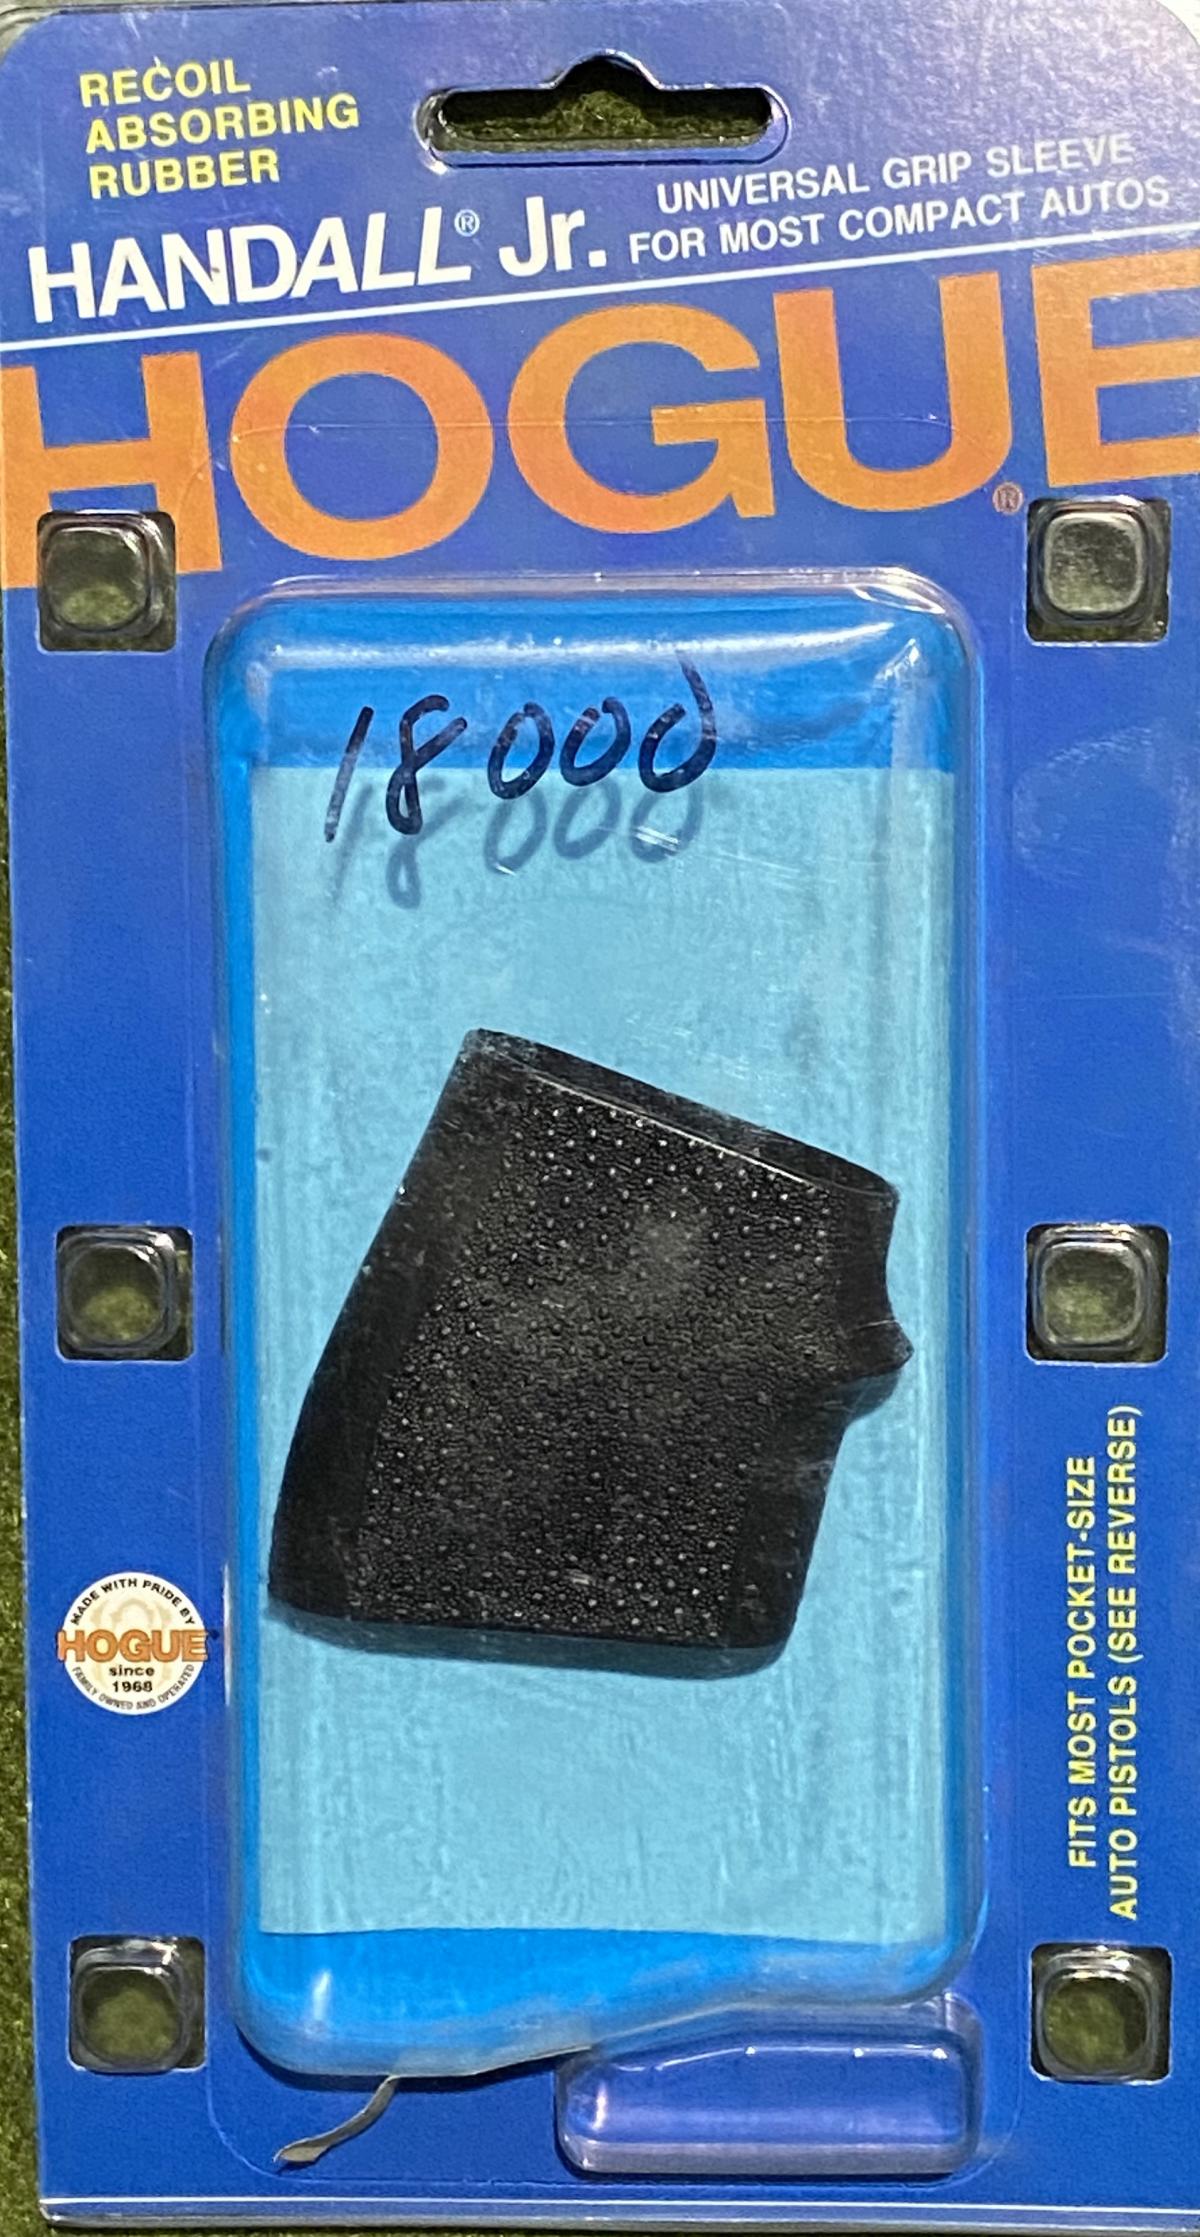 RECOIL
ABSORBING
RUBBER
HANDALL® Jr.
UNIVERSAL GRIP SLEEVE
FOR MOST COMPACT AUTOS
HOGUE®
18000
MADE WITH PRIDE BY
HOGUE
since
1968
FAMILY OWNED AND OPERATED
FITS MOST POCKET-SIZE
AUTO PISTOLS (SEE REVERSE)